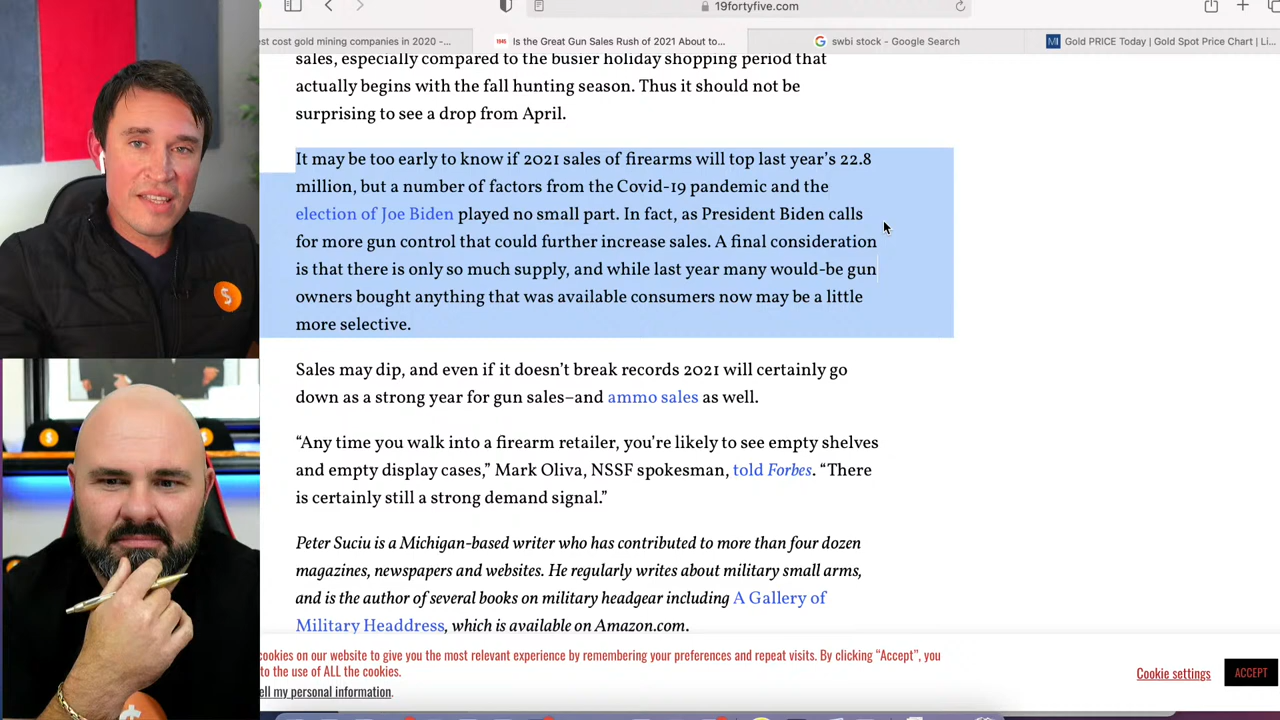 19fortyfive.com
est cost gold mining companies in 2020 -...
1945 Is the Great Gun Sales Rush of 2021 About to...
swbi stock - Google Search
MI Gold PRICE Today | Gold Spot Price Chart | Li...
sales, especially compared to the busier holiday shopping period that
actually begins with the fall hunting season. Thus it should not be
surprising to see a drop from April.
It may be too early to know if 2021 sales of firearms will top last year’s 22.8
million, but a number of factors from the Covid-19 pandemic and the
election of Joe Biden played no small part. In fact, as President Biden calls
for more gun control that could further increase sales. A final consideration
is that there is only so much supply, and while last year many would-be gun
owners bought anything that was available consumers now may be a little
more selective.
Sales may dip, and even if it doesn’t break records 2021 will certainly go
down as a strong year for gun sales–and ammo sales as well.
“Any time you walk into a firearm retailer, you’re likely to see empty shelves
and empty display cases,” Mark Oliva, NSSF spokesman, told Forbes. “There
is certainly still a strong demand signal.”
Peter Suciu is a Michigan-based writer who has contributed to more than four dozen
magazines, newspapers and websites. He regularly writes about military small arms,
and is the author of several books on military headgear including A Gallery of
Military Headdress, which is available on Amazon.com.
cookies on our website to give you the most relevant experience by remembering your preferences and repeat visits. By clicking “Accept”, you
to the use of ALL the cookies.
ell my personal information.
Cookie settings
ACCEPT